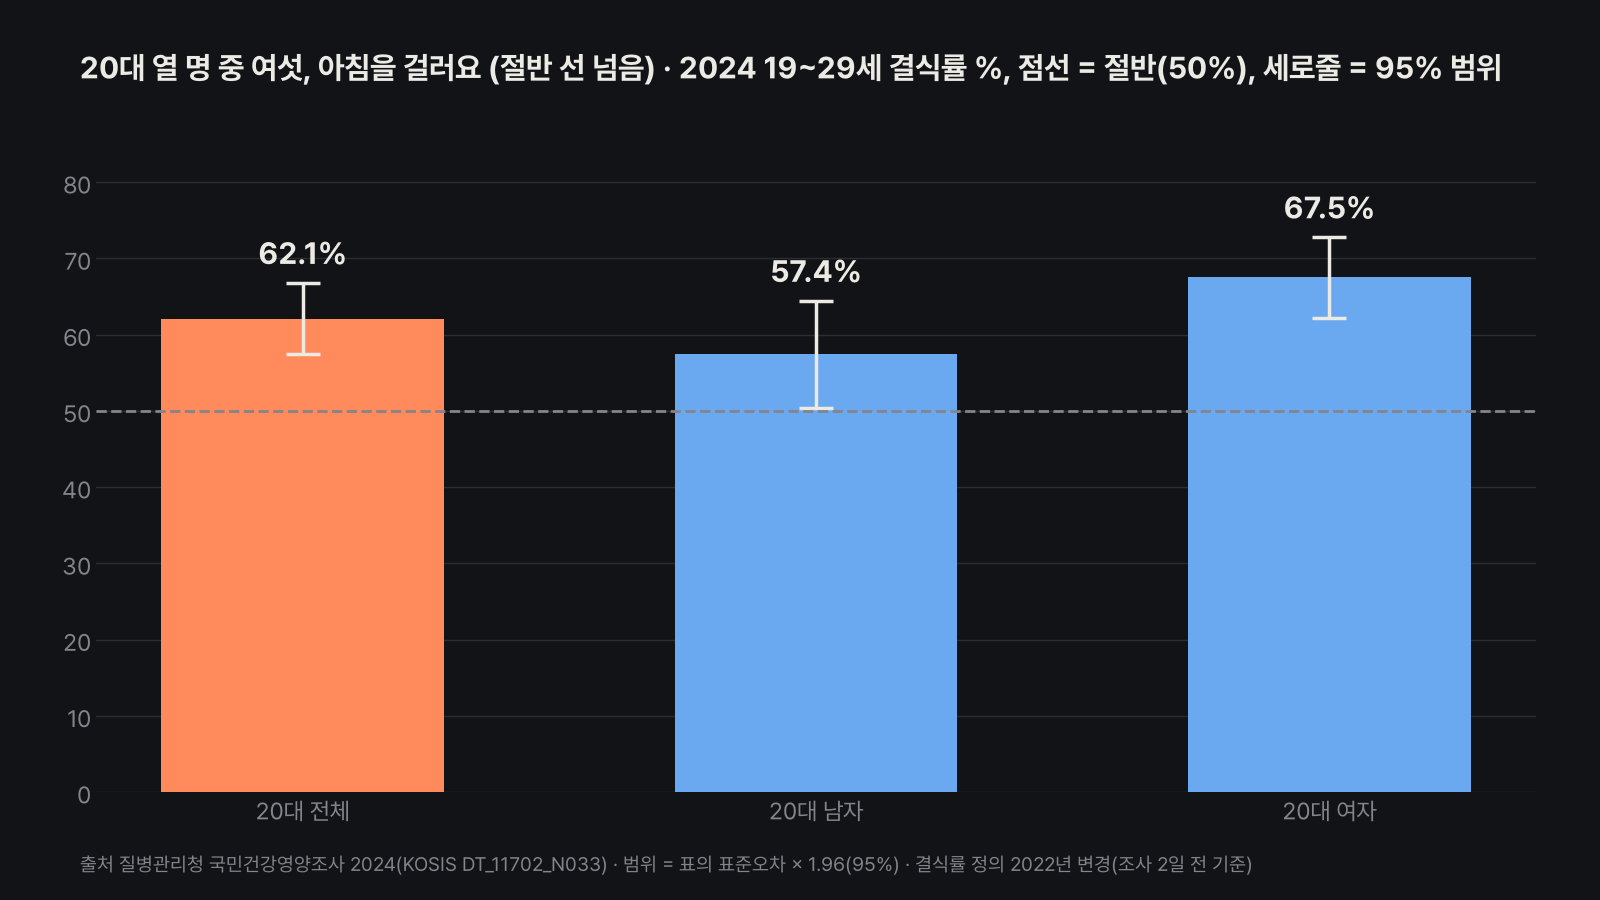 20대 열 명 중 여섯, 아침을 걸러요 (절반 선 넘음) · 2024 19~29세 결식률 %, 점선 = 절반(50%), 세로줄 = 95% 범위
80
70
60
50
40
30
20
10
0
62.1%
57.4%
67.5%
20대 전체
20대 남자
20대 여자
출처 질병관리청 국민건강영양조사 2024(KOSIS DT_11702_N033) · 범위 = 표의 표준오차 × 1.96(95%) · 결식률 정의 2022년 변경(조사 2일 전 기준)